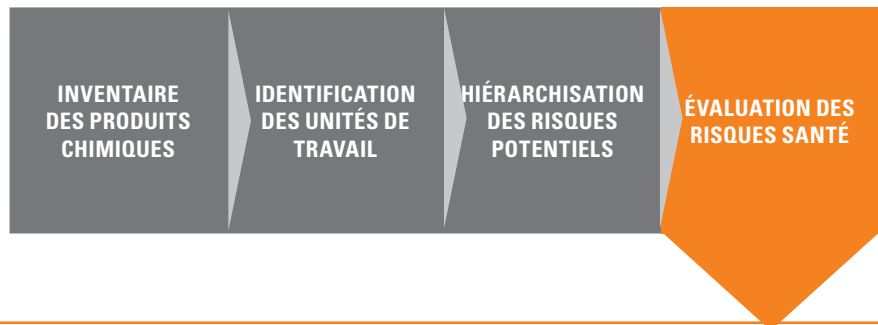 INVENTAIRE
DES PRODUITS
CHIMIQUES
IDENTIFICATION
DES UNITÉS DE
TRAVAIL
HIÉRARCHISATION
DES RISQUES
POTENTIELS
ÉVALUATION DES
RISQUES SANTÉ